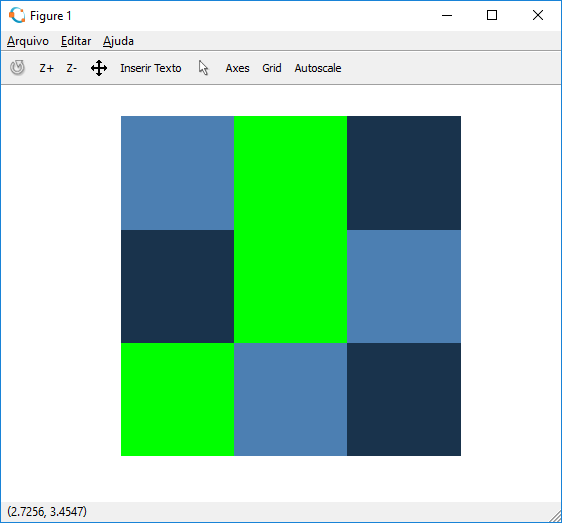 Figure 1
Arquivo Editar Ajuda
Z+ Z- Inserir Texto Axes Grid Autoscale
(2.7256, 3.4547)